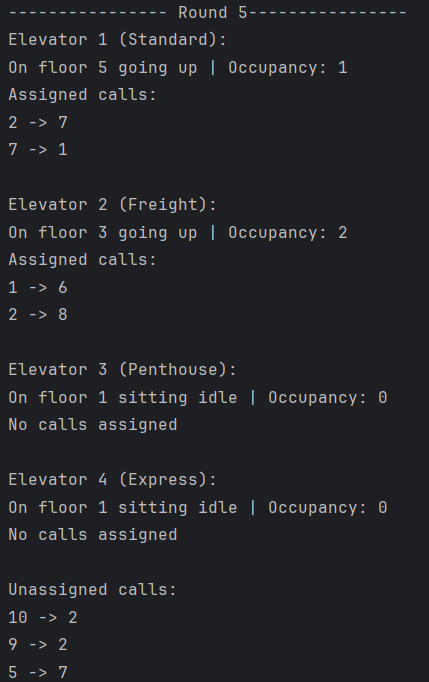 ---------------- Round 5----------------
Elevator 1 (Standard):
On floor 5 going up | Occupancy: 1
Assigned calls:
2 -> 7
7 -> 1
Elevator 2 (Freight):
On floor 3 going up | Occupancy: 2
Assigned calls:
1 -> 6
2 -> 8
Elevator 3 (Penthouse):
On floor 1 sitting idle | Occupancy: 0
No calls assigned
Elevator 4 (Express):
On floor 1 sitting idle | Occupancy: 0
No calls assigned
Unassigned calls:
10 -> 2
9 -> 2
5 -> 7